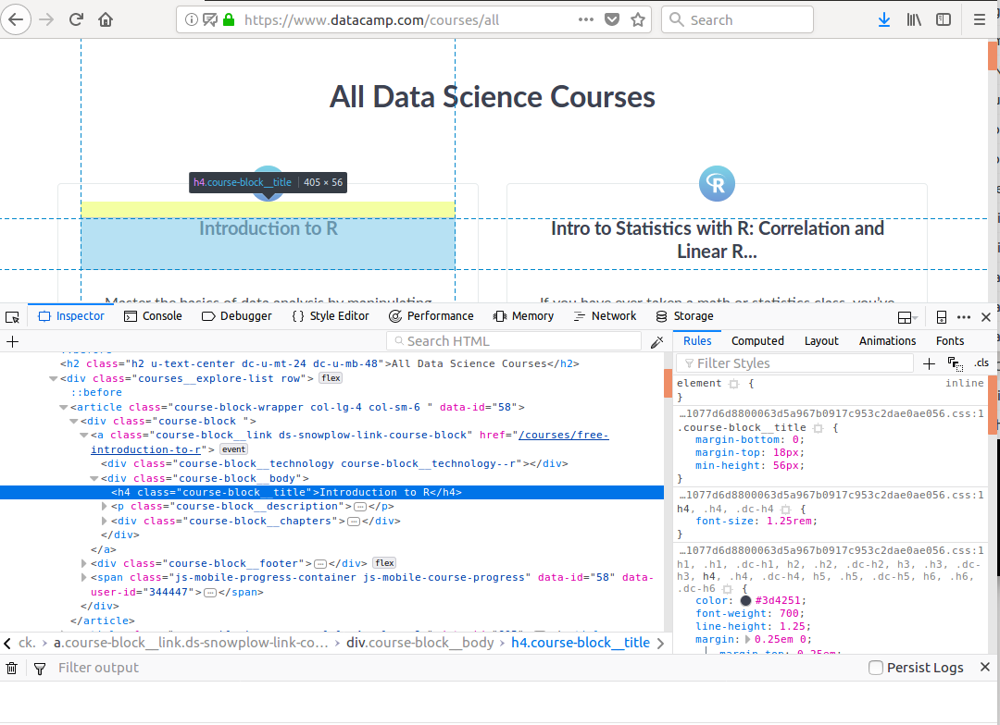 https://www.datacamp.com/courses/all
Search
All Data Science Courses
h4.course-block__title 405 × 56
R
Introduction to R
Intro to Statistics with R: Correlation and
Linear R...
Master the basics of data analysis by manipulating
If you have ever taken a math or statistics class, you've
Inspector Console Debugger { } Style Editor Performance Memory Network Storage
+ Search HTML
Rules Computed Layout Animations Fonts
Filter Styles + .cls
::before
<h2 class="h2 u-text-center dc-u-mt-24 dc-u-mb-48">All Data Science Courses</h2>
<div class="courses__explore-list row"> flex
::before
<article class="course-block-wrapper col-lg-4 col-sm-6 " data-id="58">
<div class="course-block ">
<a class="course-block__link ds-snowplow-link-course-block" href="/courses/free-
introduction-to-r"> event
<div class="course-block__technology course-block__technology--r"></div>
<div class="course-block__body">
<h4 class="course-block__title">Introduction to R</h4>
<p class="course-block__description">…</p>
<div class="course-block__chapters">…</div>
</div>
</a>
<div class="course-block__footer">…</div> flex
<span class="js-mobile-progress-container js-mobile-course-progress" data-id="58" data-
user-id="344447">…</span>
</div>
</article>
element { inline
}
…1077d6d8800063d5a967b0917c953c2dae0ae056.css:1
.course-block__title {
margin-bottom: 0;
margin-top: 18px;
min-height: 56px;
}
…1077d6d8800063d5a967b0917c953c2dae0ae056.css:1
h4, .h4, .dc-h4 {
font-size: 1.25rem;
}
…1077d6d8800063d5a967b0917c953c2dae0ae056.css:1
h1, .h1, .dc-h1, h2, .h2, .dc-h2, h3, .h3, .dc-
h3, h4, .h4, .dc-h4, h5, .h5, .dc-h5, h6, .h6,
.dc-h6 {
color: #3d4251;
font-weight: 700;
line-height: 1.25;
margin: 0.25em 0;
margin-top: 0.25em;
ck. › a.course-block__link.ds-snowplow-link-co… › div.course-block__body › h4.course-block__title
Filter output
Persist Logs